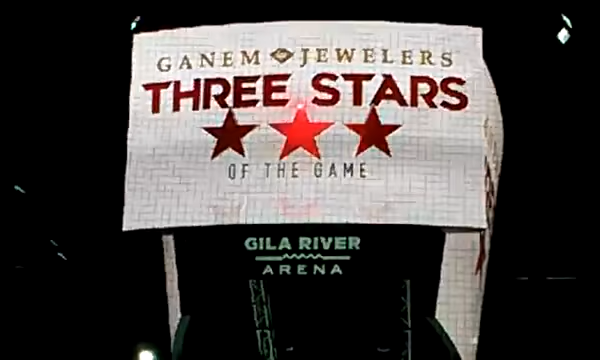 GANEM JEWELERS
THREE STARS
OF THE GAME
GILA RIVER
ARENA